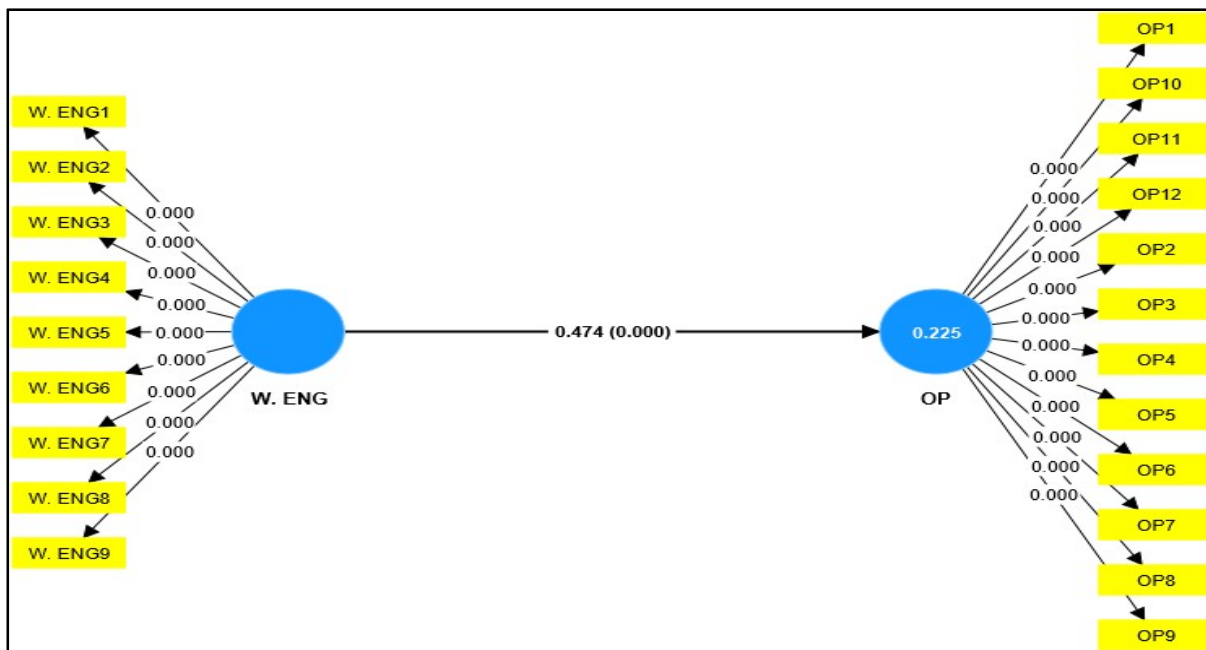 W. ENG1
W. ENG2
W. ENG3
W. ENG4
W. ENG5
W. ENG6
W. ENG7
W. ENG8
W. ENG9
0.000
0.000
0.000
0.000
0.000
0.000
0.000
0.000
0.000
W. ENG
0.474 (0.000)
0.225
OP
0.000
0.000
0.000
0.000
0.000
0.000
0.000
0.000
0.000
0.000
0.000
0.000
OP1
OP10
OP11
OP12
OP2
OP3
OP4
OP5
OP6
OP7
OP8
OP9